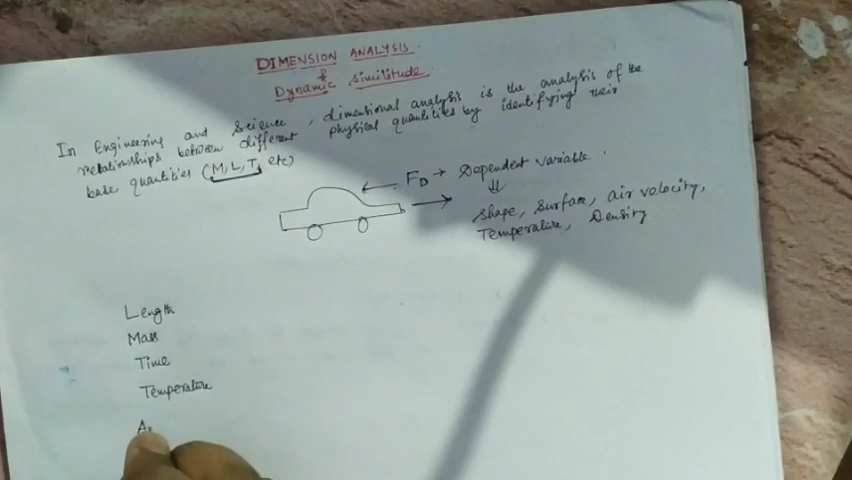 DIMENSION ANALYSIS
&
Dynamic Similitude
In Engineering and Science, dimensional analysis is the analysis of the
relationships between different physical quantities by identifying their
base quantities (M, L, T, etc)
FD → Dependent variable
shape, surface, air velocity,
Temperature, Density
Length
Mass
Time
Temperature